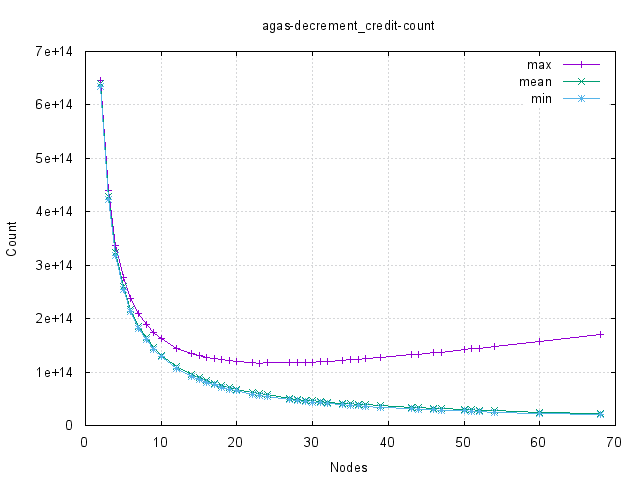 agas-decrement_credit-count
7e+14
6e+14
5e+14
4e+14
3e+14
2e+14
1e+14
0
Count
max
mean
min
0 10 20 30 40 50 60 70
Nodes